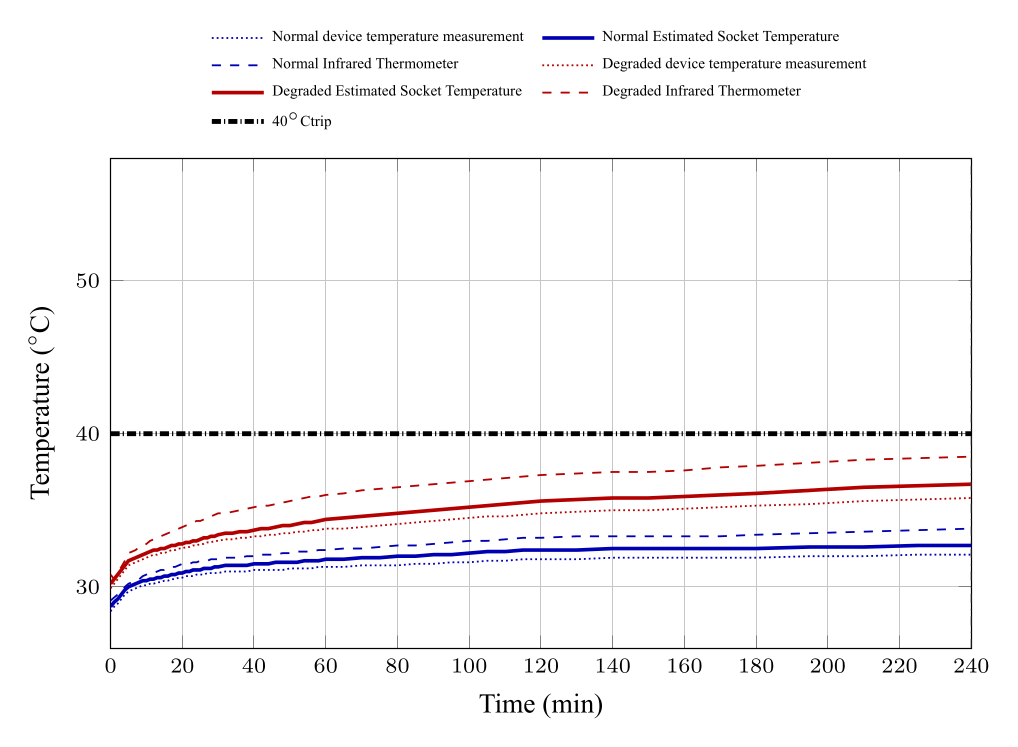 Normal device temperature measurement Normal Estimated Socket Temperature
Normal Infrared Thermometer Degraded device temperature measurement
Degraded Estimated Socket Temperature Degraded Infrared Thermometer
40° Ctrip
50
40
30
Temperature (°C)
0 20 40 60 80 100 120 140 160 180 200 220 240
Time (min)